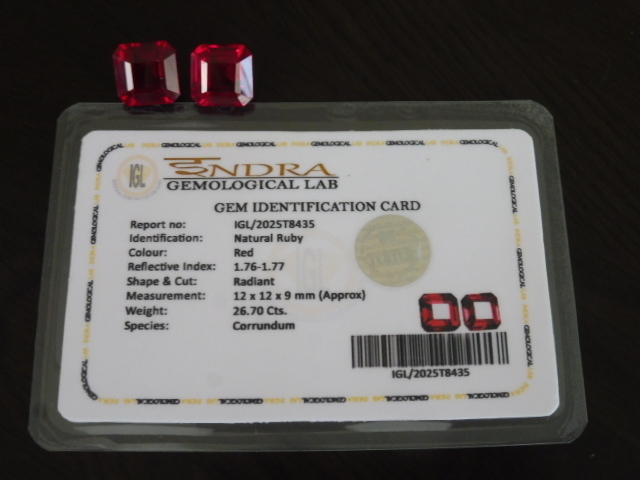 IGL
INDRA
GEMOLOGICAL LAB
GEM IDENTIFICATION CARD
Report no: IGL/2025T8435
Identification: Natural Ruby
Colour: Red
Reflective Index: 1.76-1.77
Shape & Cut: Radiant
Measurement: 12 x 12 x 9 mm (Approx)
Weight: 26.70 Cts.
Species: Corrundum
IGL/2025T8435